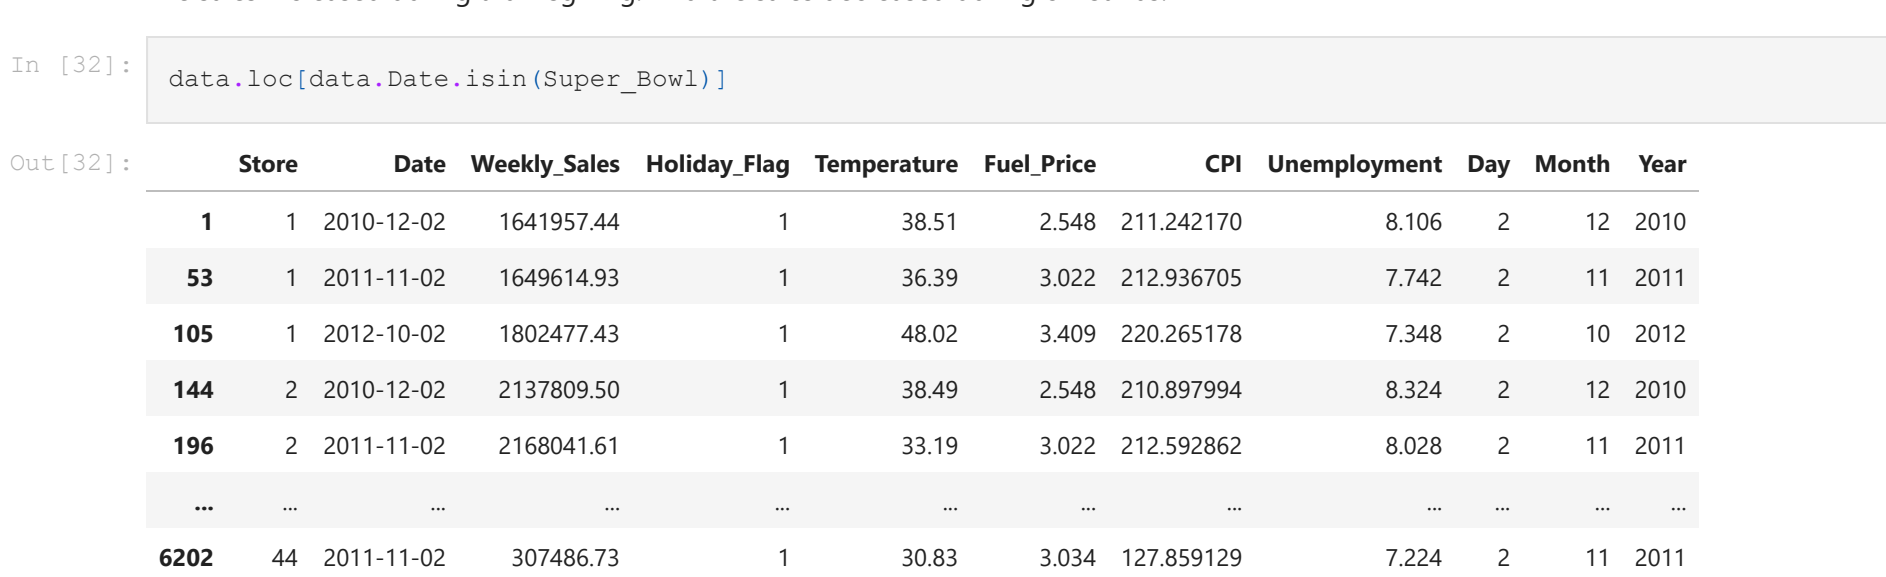 In [32]:
data.loc[data.Date.isin(Super_Bowl)]
Out[32]:
Store Date Weekly_Sales Holiday_Flag Temperature Fuel_Price CPI Unemployment Day Month Year
1 1 2010-12-02 1641957.44 1 38.51 2.548 211.242170 8.106 2 12 2010
53 1 2011-11-02 1649614.93 1 36.39 3.022 212.936705 7.742 2 11 2011
105 1 2012-10-02 1802477.43 1 48.02 3.409 220.265178 7.348 2 10 2012
144 2 2010-12-02 2137809.50 1 38.49 2.548 210.897994 8.324 2 12 2010
196 2 2011-11-02 2168041.61 1 33.19 3.022 212.592862 8.028 2 11 2011
... ... ... ... ... ... ... ... ... ... ... ...
6202 44 2011-11-02 307486.73 1 30.83 3.034 127.859129 7.224 2 11 2011